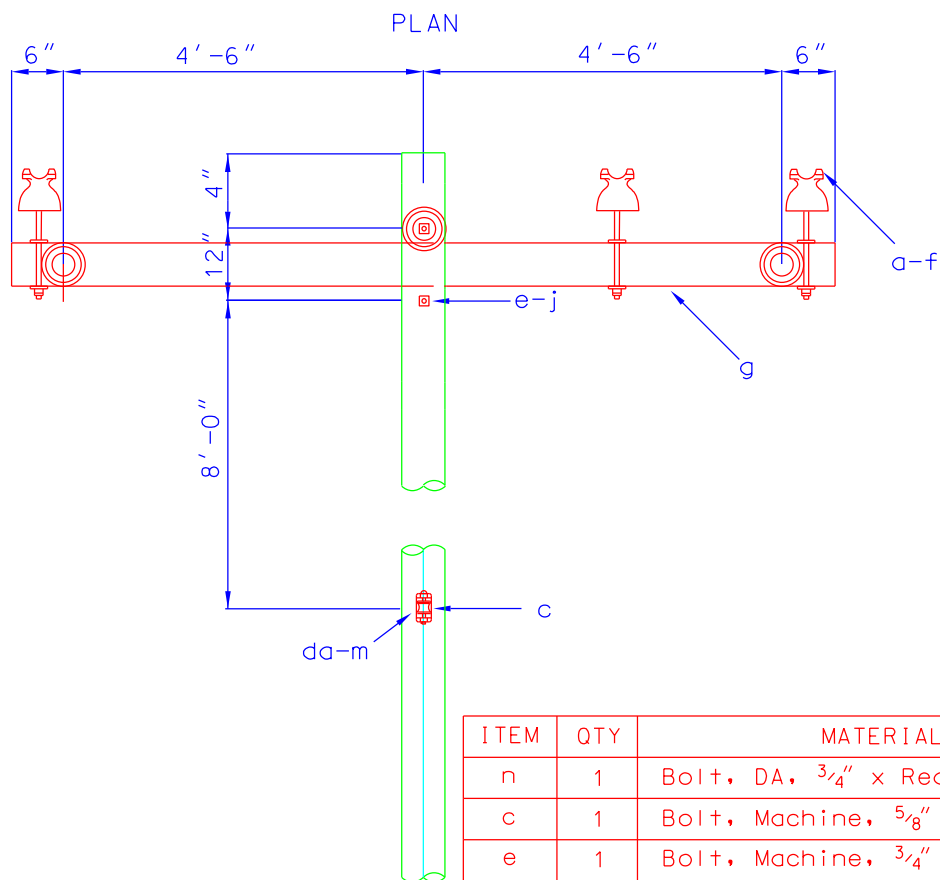 PLAN
6" 4'-6" 4'-6" 6"
4"
12"
a-f
e-j
g
8'-0"
c
da-m
ITEM QTY MATERIAL
n 1 Bolt, DA, 3/4" x
c 1 Bolt, Machine, 5/8"
e 1 Bolt, Machine, 3/4"